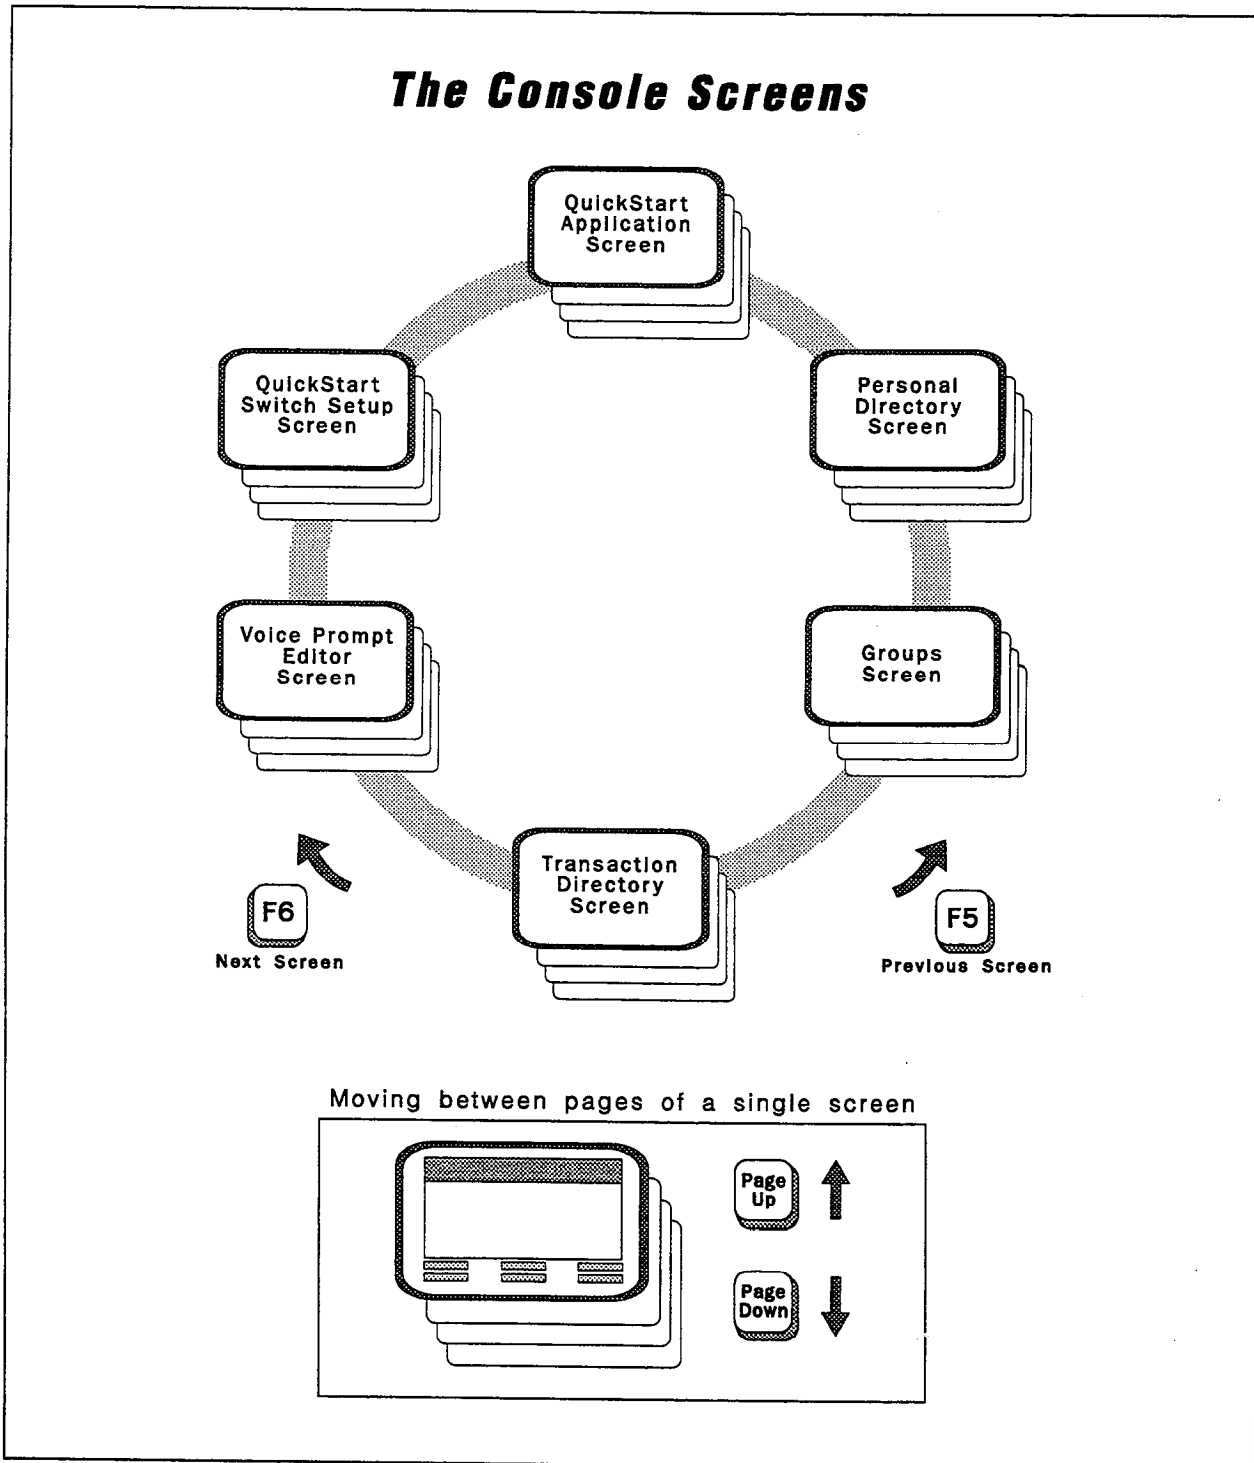 The Console Screens
QuickStart
Application
Screen
QuickStart
Switch Setup
Screen
Personal
Directory
Screen
Voice Prompt
Editor
Screen
Groups
Screen
Transaction
Directory
Screen
F6
Next Screen
F5
Previous Screen
Moving between pages of a single screen
Page
Up
Page
Down